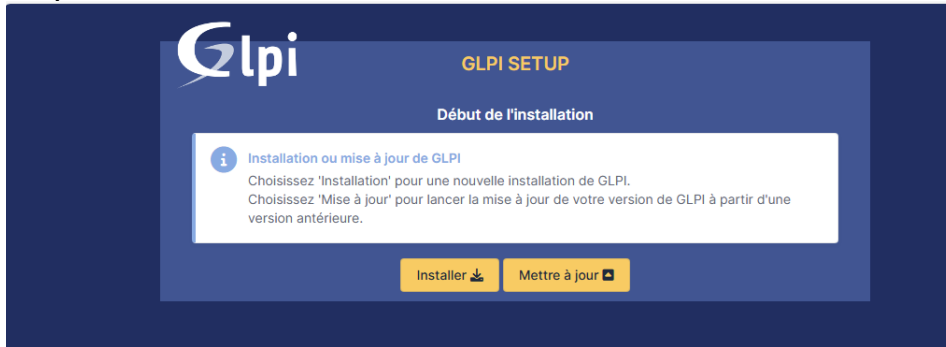 Glpi
GLPI SETUP
Début de l'installation
Installation ou mise à jour de GLPI
Choisissez 'Installation' pour une nouvelle installation de GLPI.
Choisissez 'Mise à jour' pour lancer la mise à jour de votre version de GLPI à partir d'une
version antérieure.
Installer
Mettre à jour